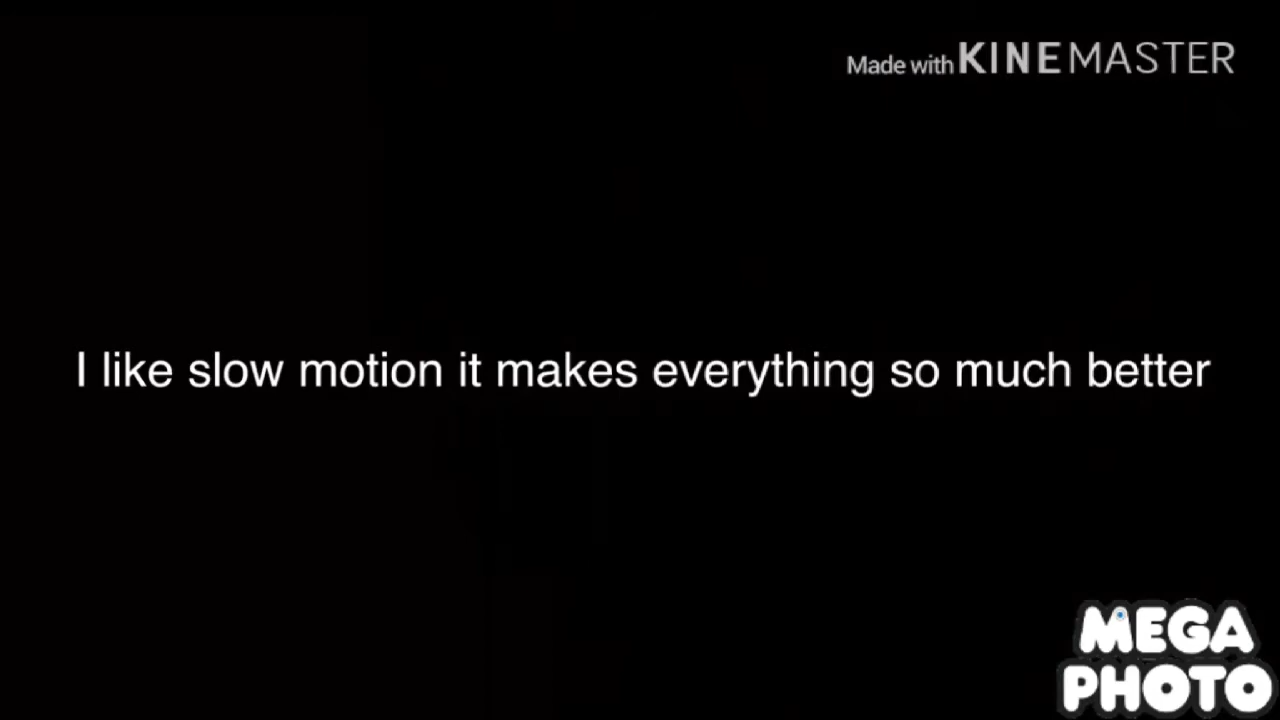 Made with KINEMASTER
I like slow motion it makes everything so much better
MEGA
PHOTO